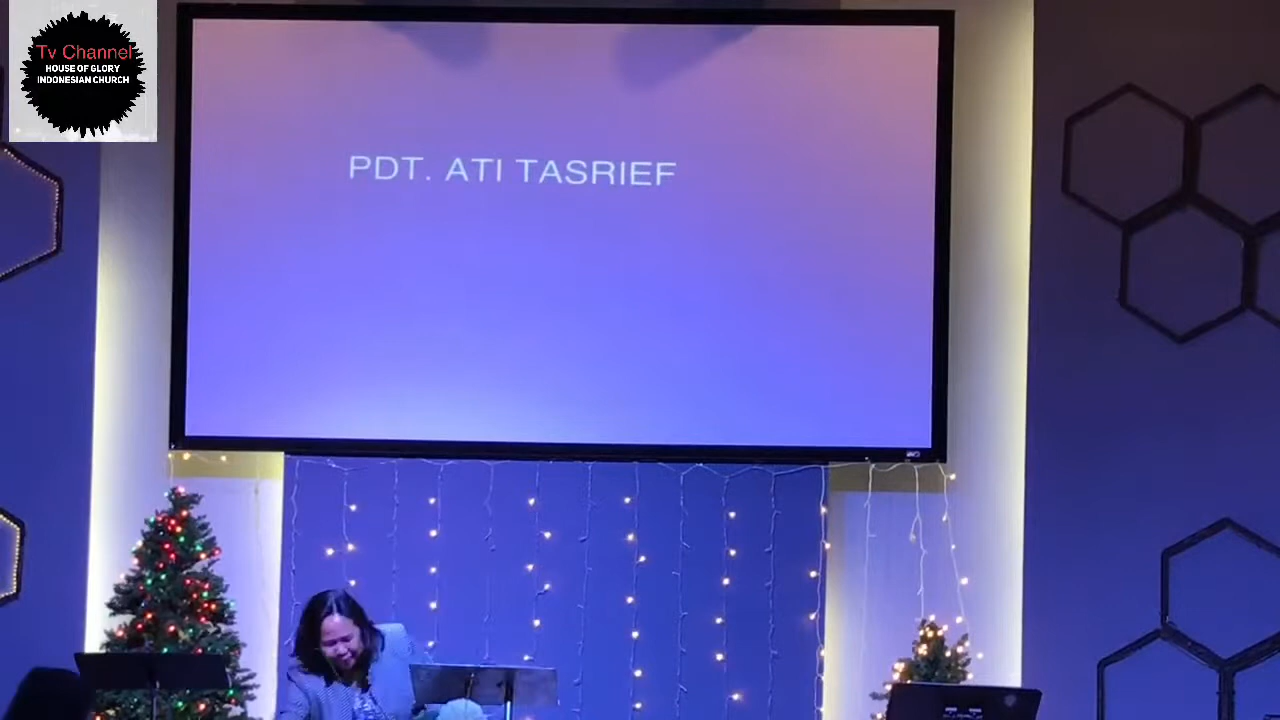 Tv Channel
HOUSE OF GLORY
INDONESIAN CHURCH
PDT. ATI TASRIEF